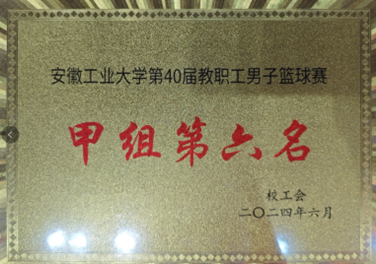 安徽工业大学第40届教职工男子篮球赛
甲组第六名
校工会
二〇二四年六月